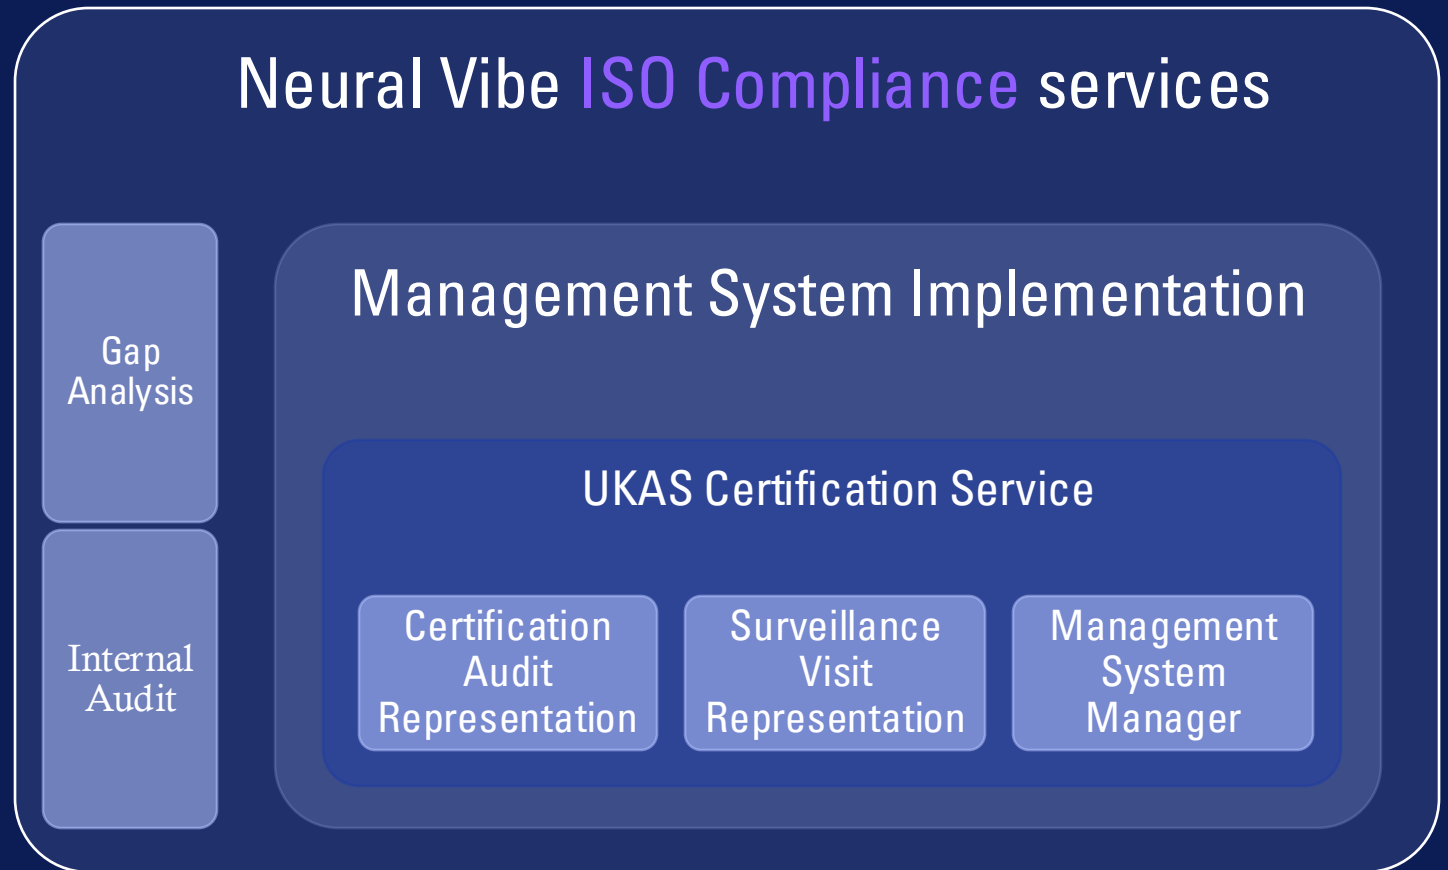 Neural Vibe ISO Compliance services
Gap
Analysis
Internal
Audit
Management System Implementation
UKAS Certification Service
Certification
Audit
Representation
Surveillance
Visit
Representation
Management
System
Manager